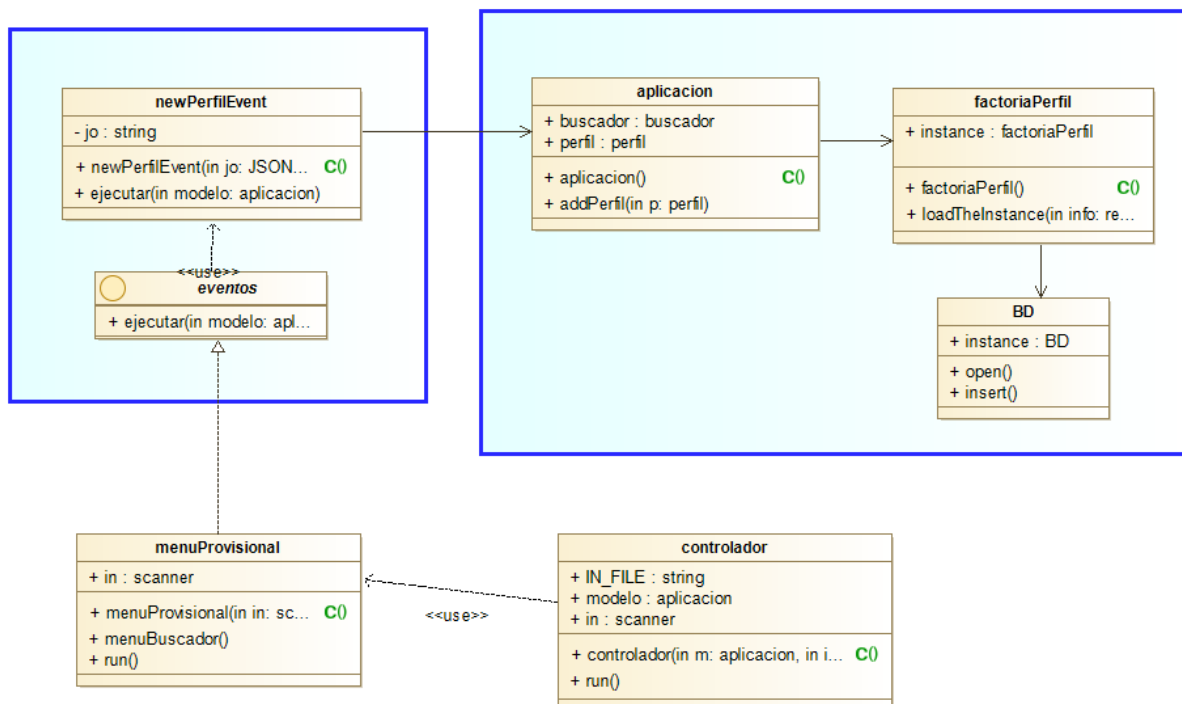 newPerfilEvent
- jo : string
+ newPerfilEvent(in jo: JSON... C()
+ ejecutar(in modelo: aplicacion)
<<use>>
eventos
+ ejecutar(in modelo: apl...
aplicacion
+ buscador : buscador
+ perfil : perfil
+ aplicacion() C()
+ addPerfil(in p: perfil)
factoriaPerfil
+ instance : factoriaPerfil
+ factoriaPerfil() C()
+ loadTheInstance(in info: re...
BD
+ instance : BD
+ open()
+ insert()
menuProvisional
+ in : scanner
+ menuProvisional(in in: sc... C()
+ menuBuscador()
+ run()
<<use>>
controlador
+ IN_FILE : string
+ modelo : aplicacion
+ in : scanner
+ controlador(in m: aplicacion, in i... C()
+ run()